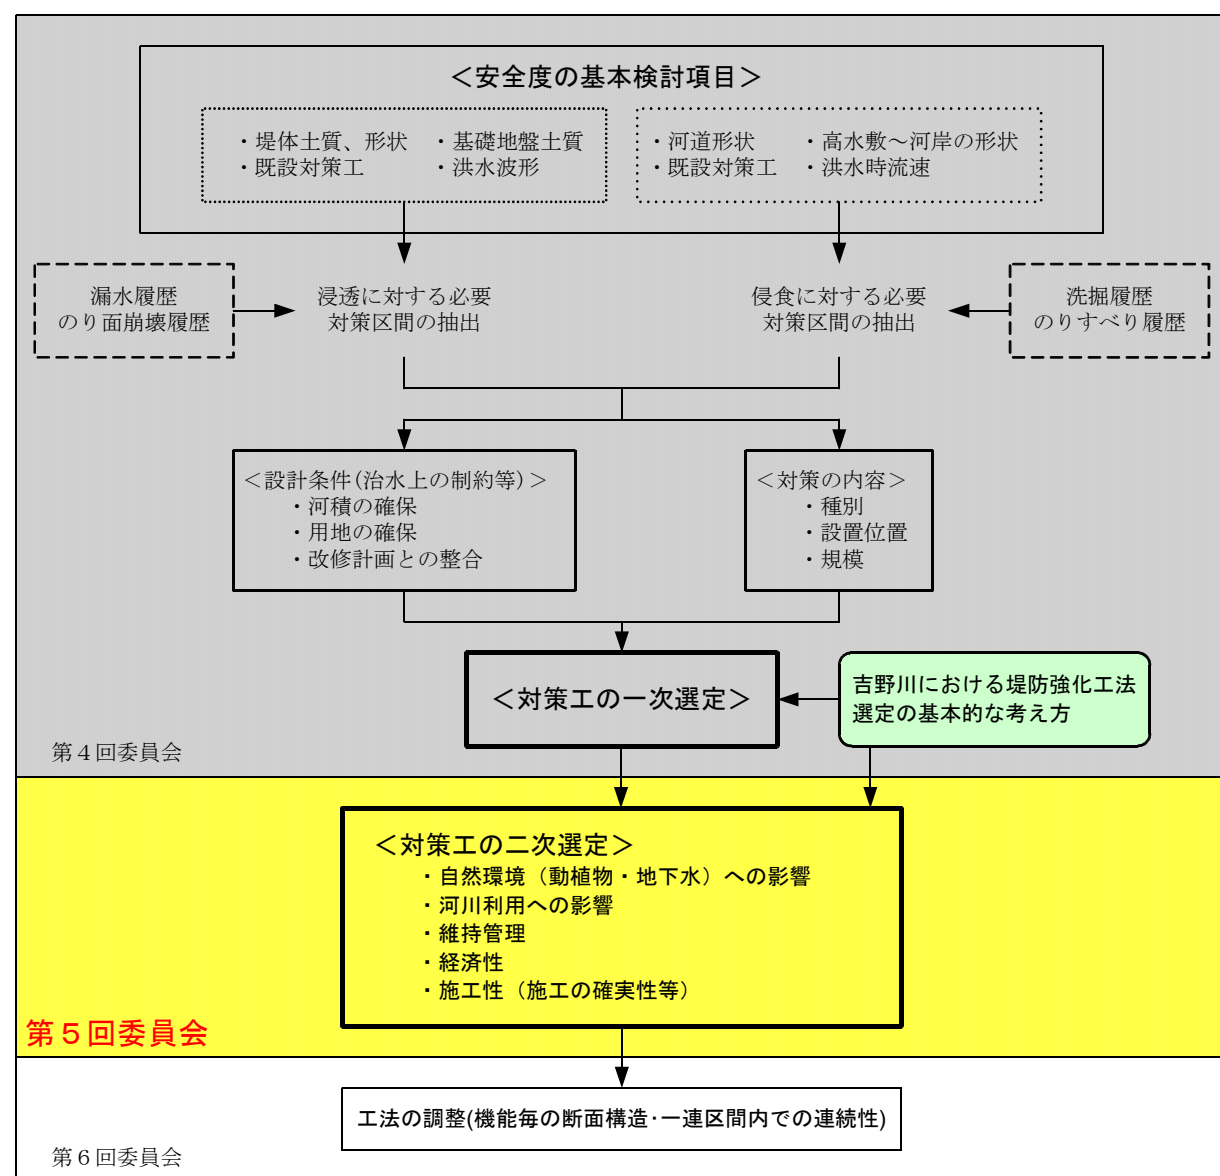 ＜安全度の基本検討項目＞
・堤体土質、形状 ・基礎地盤土質
・既設対策工 ・洪水波形
・河道形状 ・高水敷～河岸の形状
・既設対策工 ・洪水時流速
漏水履歴
のり面崩壊履歴
浸透に対する必要
対策区間の抽出
侵食に対する必要
対策区間の抽出
洗掘履歴
のりすべり履歴
＜設計条件(治水上の制約等)＞
・河積の確保
・用地の確保
・改修計画との整合
＜対策の内容＞
・種別
・設置位置
・規模
＜対策工の一次選定＞
吉野川における堤防強化工法
選定の基本的な考え方
第４回委員会
＜対策工の二次選定＞
・自然環境（動植物・地下水）への影響
・河川利用への影響
・維持管理
・経済性
・施工性（施工の確実性等）
第５回委員会
工法の調整(機能毎の断面構造･一連区間内での連続性)
第６回委員会